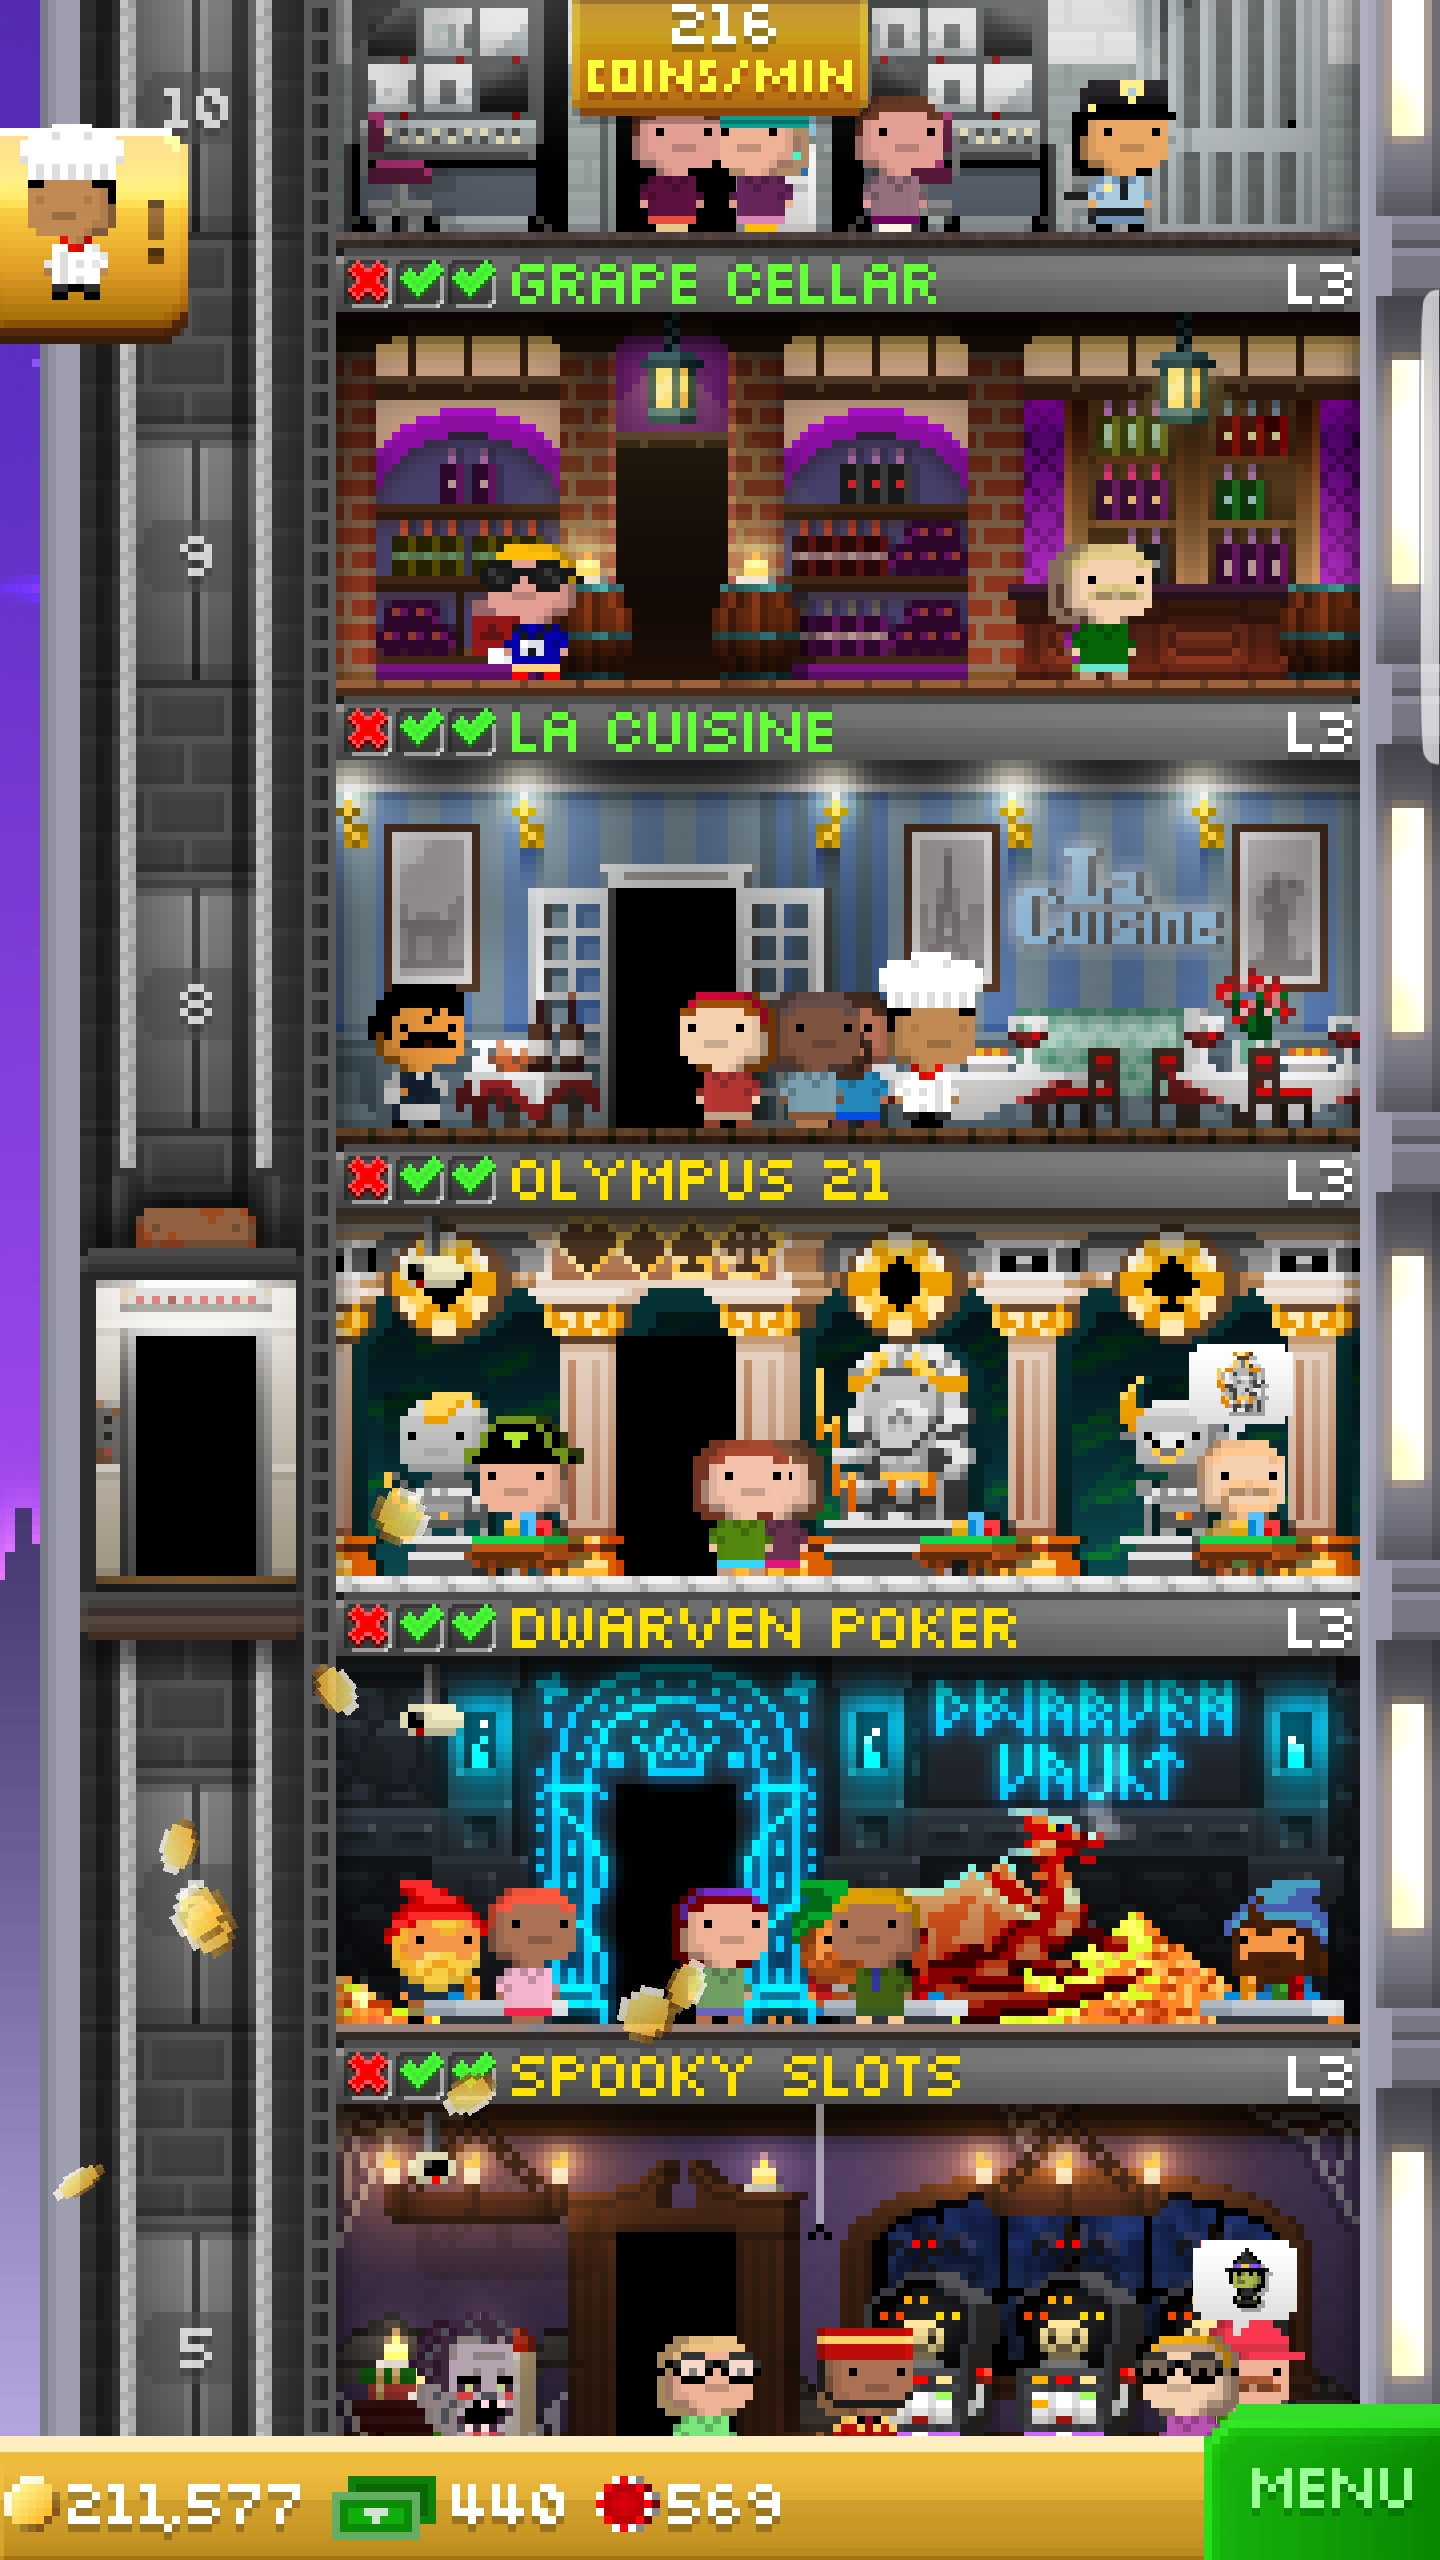 216
COINS/MIN
10
GRAPE CELLAR L3
9
LA CUISINE L3
La
Cuisine
8
OLYMPUS 21 L3
DWARVEN POKER L3
DWARVEN
VAULT
SPOOKY SLOTS L3
5
211,577 440 569
MENU